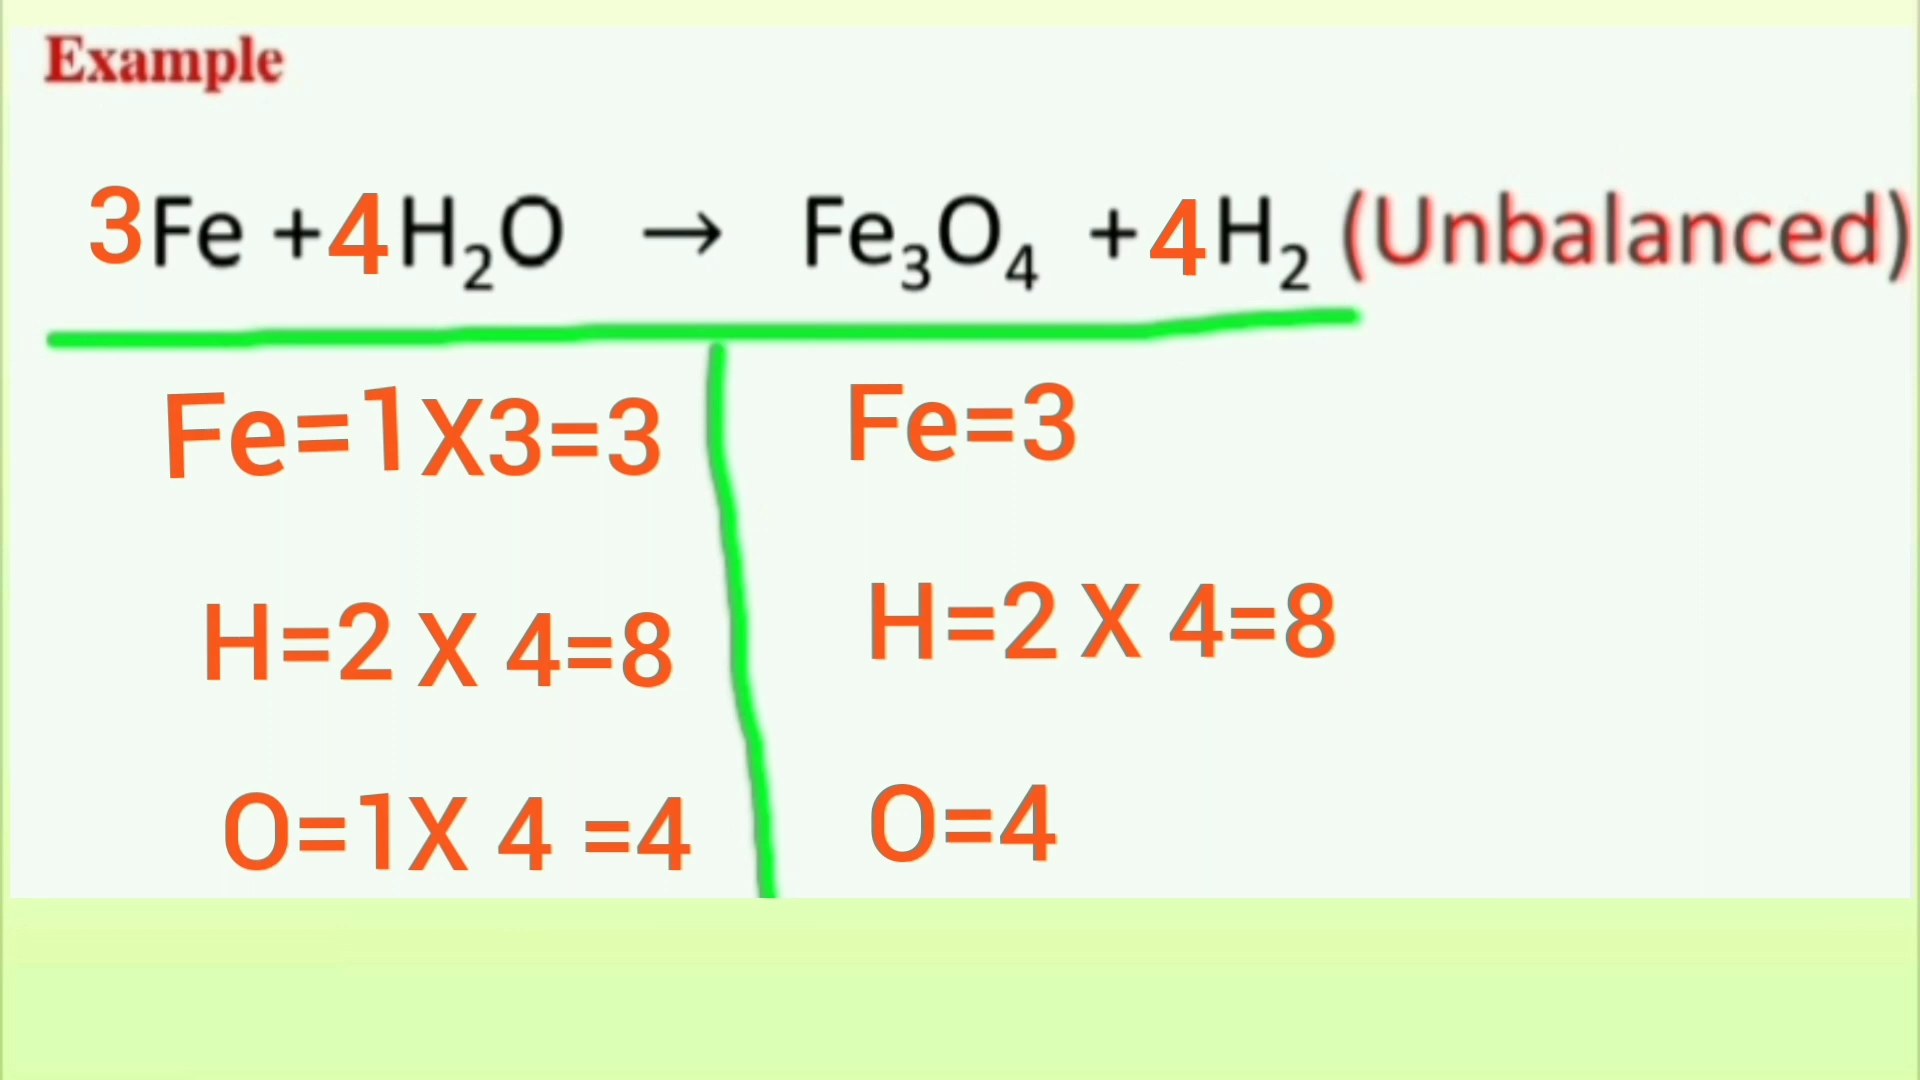 Example
3Fe +4H₂O → Fe₃O₄ +4H₂ (Unbalanced)
Fe=1X3=3 Fe=3
H=2 X 4=8 H=2 X 4=8
O=1X 4 =4 O=4